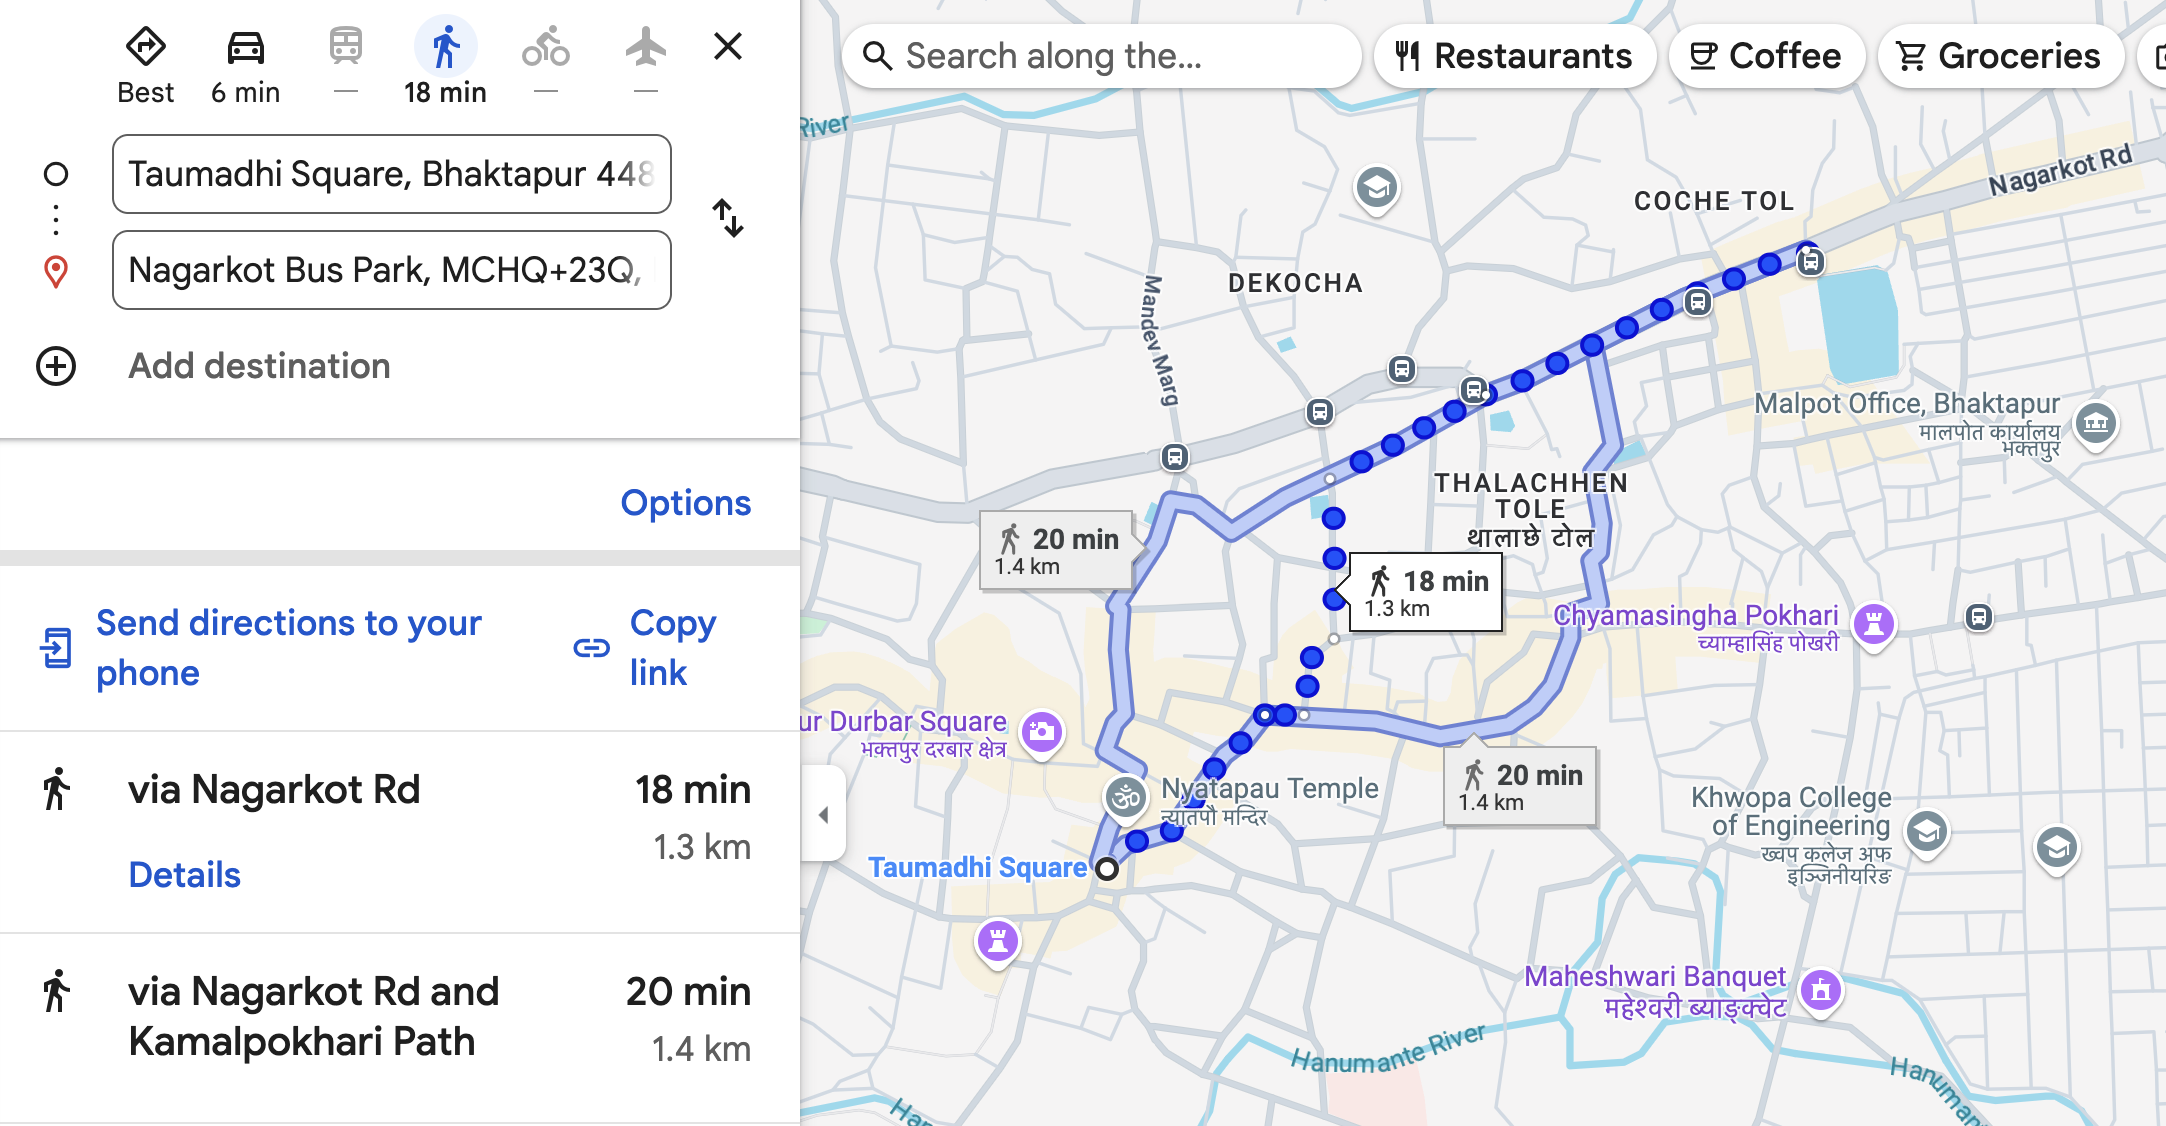 Best
6 min
—
18 min
—
—
Taumadhi Square, Bhaktapur 448
Nagarkot Bus Park, MCHQ+23Q,
Add destination
Options
Send directions to your
phone
Copy
link
via Nagarkot Rd
18 min
1.3 km
Details
via Nagarkot Rd and
Kamalpokhari Path
20 min
1.4 km
Search along the...
Restaurants
Coffee
Groceries
River
Nagarkot Rd
COCHE TOL
DEKOCHA
Mandev Marg
Malpot Office, Bhaktapur
मालपोत कार्यालय
भक्तपुर
THALACHHEN
TOLE
थालाछे टोल
20 min
1.4 km
18 min
1.3 km
Chyamasingha Pokhari
च्याम्हासिंह पोखरी
ur Durbar Square
भक्तपुर दरबार क्षेत्र
20 min
1.4 km
Nyatapau Temple
न्यातपौ मन्दिर
Khwopa College
of Engineering
ख्वप कलेज अफ
इञ्जिनीयरिङ
Taumadhi Square
Maheshwari Banquet
महेश्वरी ब्याङ्क्वेट
Hanumante River
Hanuman
Han